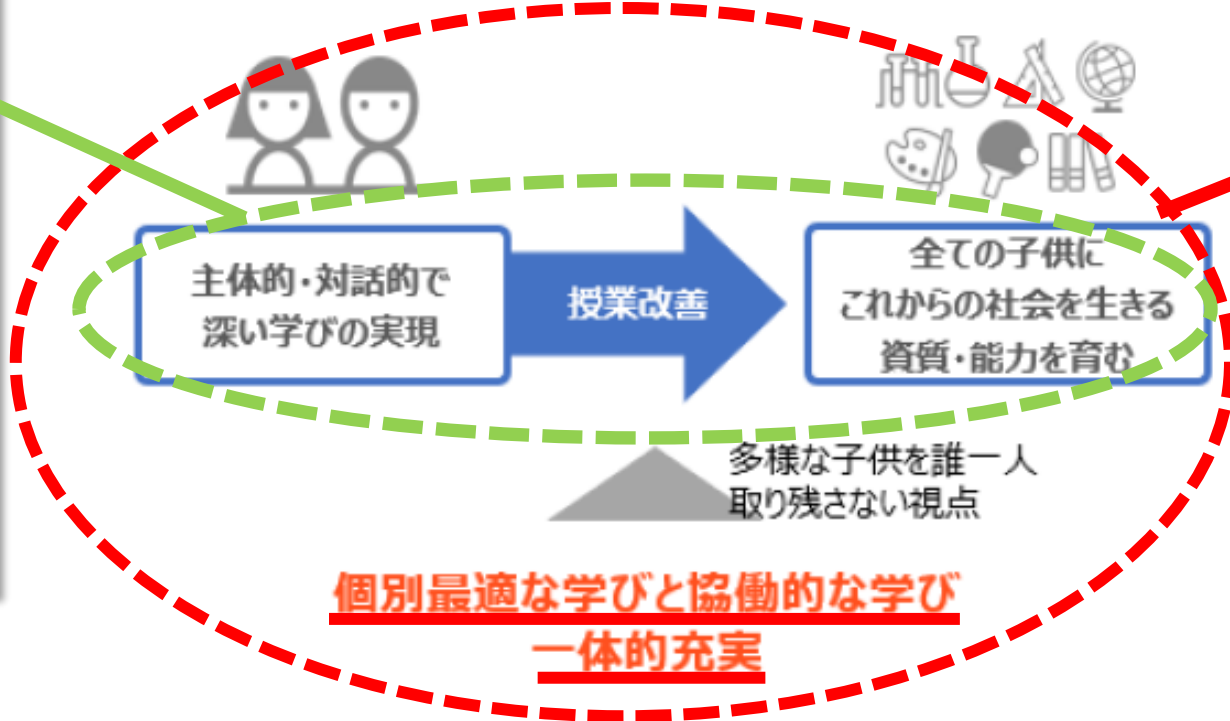 主体的・対話的で
深い学びの実現
授業改善
全ての子供に
これからの社会を生きる
資質・能力を育む
多様な子供を誰一人
取り残さない視点
個別最適な学びと協働的な学び
一体的充実